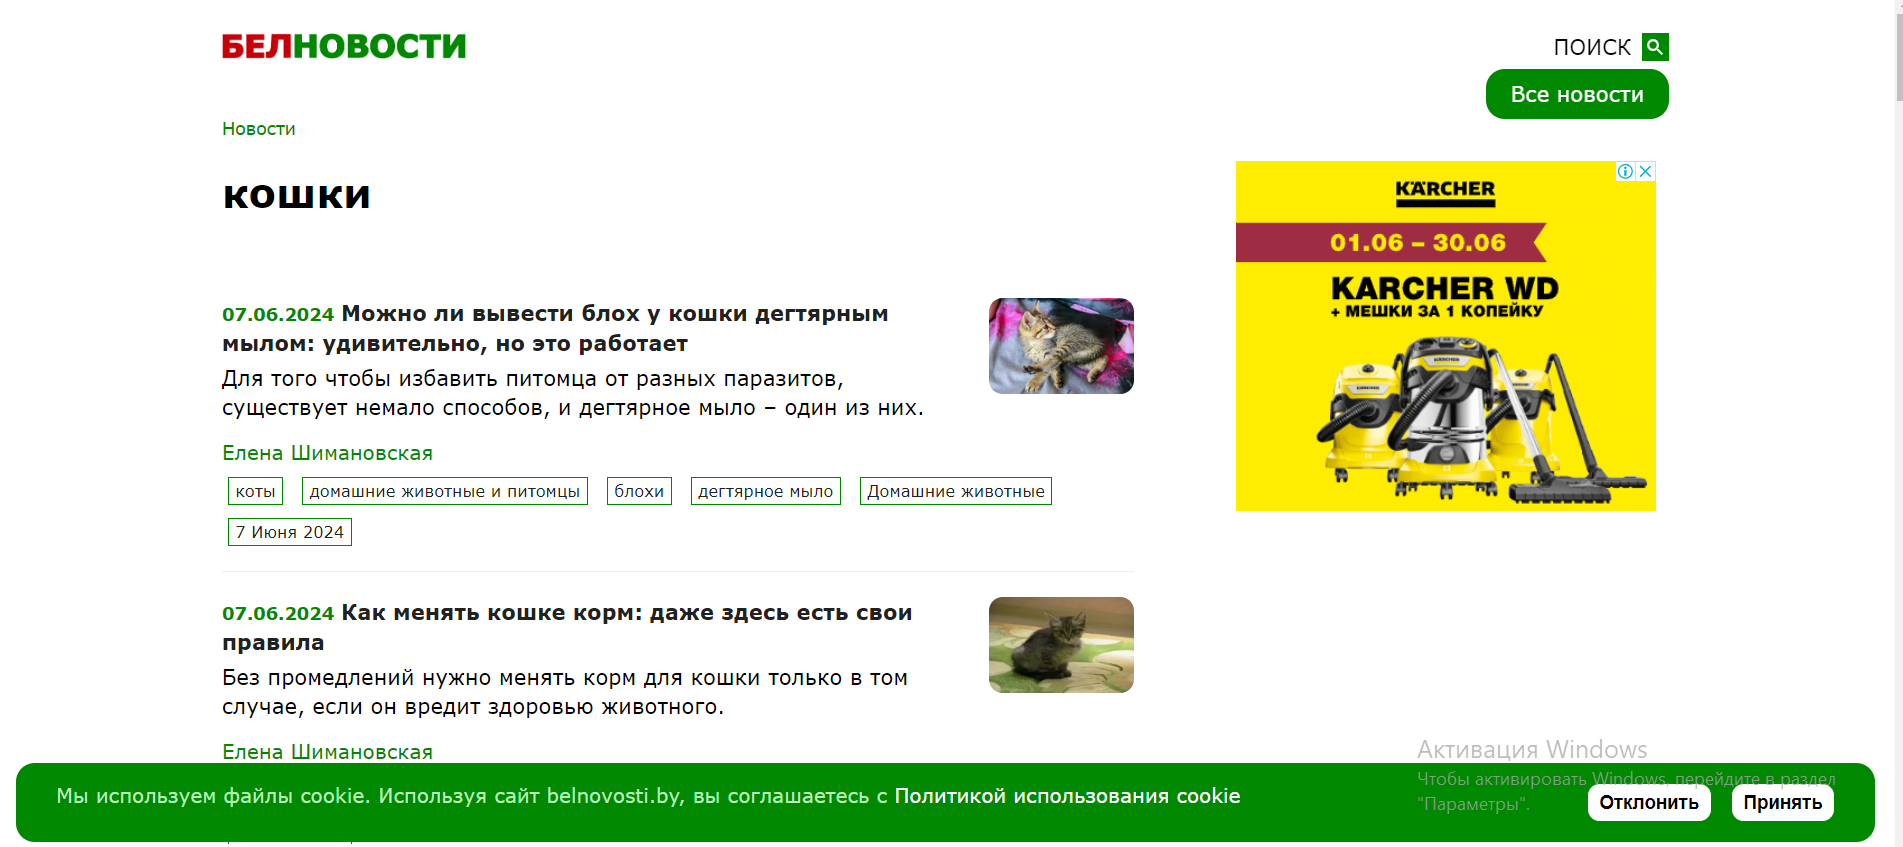 БЕЛНОВОСТИ
ПОИСК
Все новости
Новости
кошки
07.06.2024 Можно ли вывести блох у кошки дегтярным
мылом: удивительно, но это работает
Для того чтобы избавить питомца от разных паразитов,
существует немало способов, и дегтярное мыло – один из них.
Елена Шимановская
коты домашние животные и питомцы блохи дегтярное мыло Домашние животные
7 Июня 2024
07.06.2024 Как менять кошке корм: даже здесь есть свои
правила
Без промедлений нужно менять корм для кошки только в том
случае, если он вредит здоровью животного.
Елена Шимановская
KÄRCHER
01.06 – 30.06
KARCHER WD
+ МЕШКИ ЗА 1 КОПЕЙКУ
Активация Windows
Чтобы активировать Windows, перейдите в раздел
"Параметры".
Мы используем файлы cookie. Используя сайт belnovosti.by, вы соглашаетесь с Политикой использования cookie
Отклонить Принять